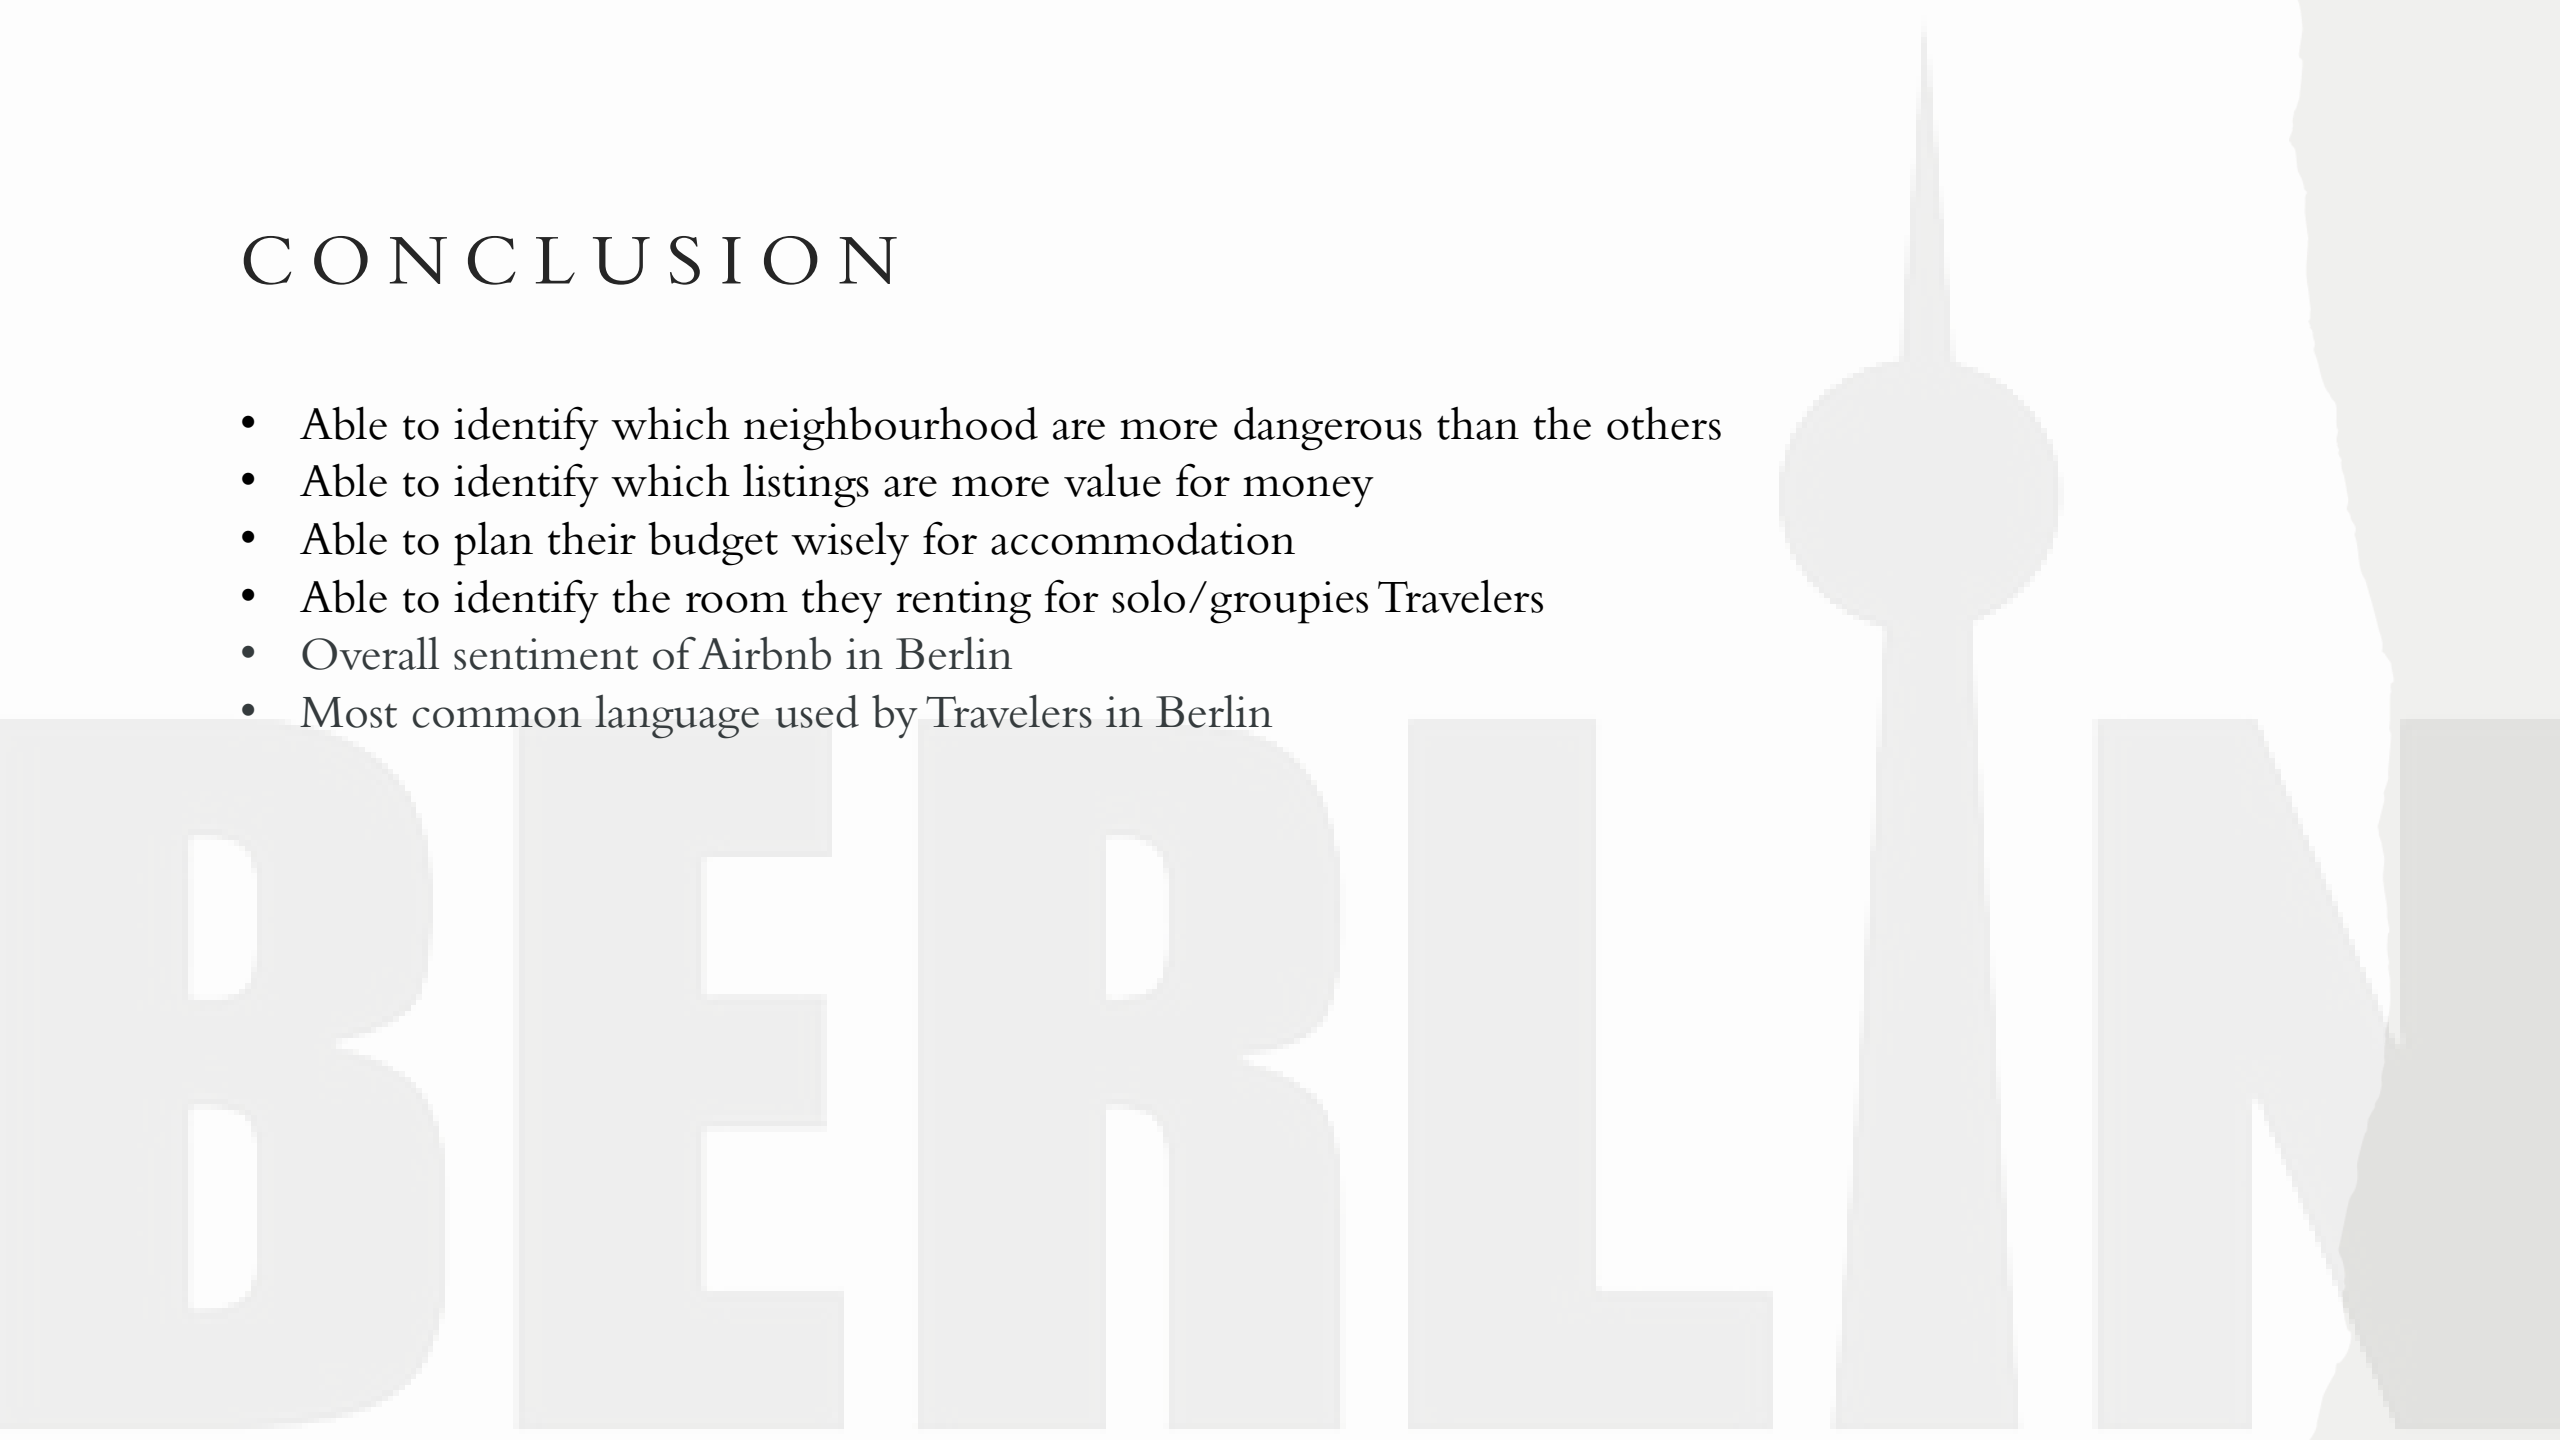 CONCLUSION
• Able to identify which neighbourhood are more dangerous than the others
• Able to identify which listings are more value for money
• Able to plan their budget wisely for accommodation
• Able to identify the room they renting for solo/groupies Travelers
• Overall sentiment of Airbnb in Berlin
• Most common language used by Travelers in Berlin
BERLIN